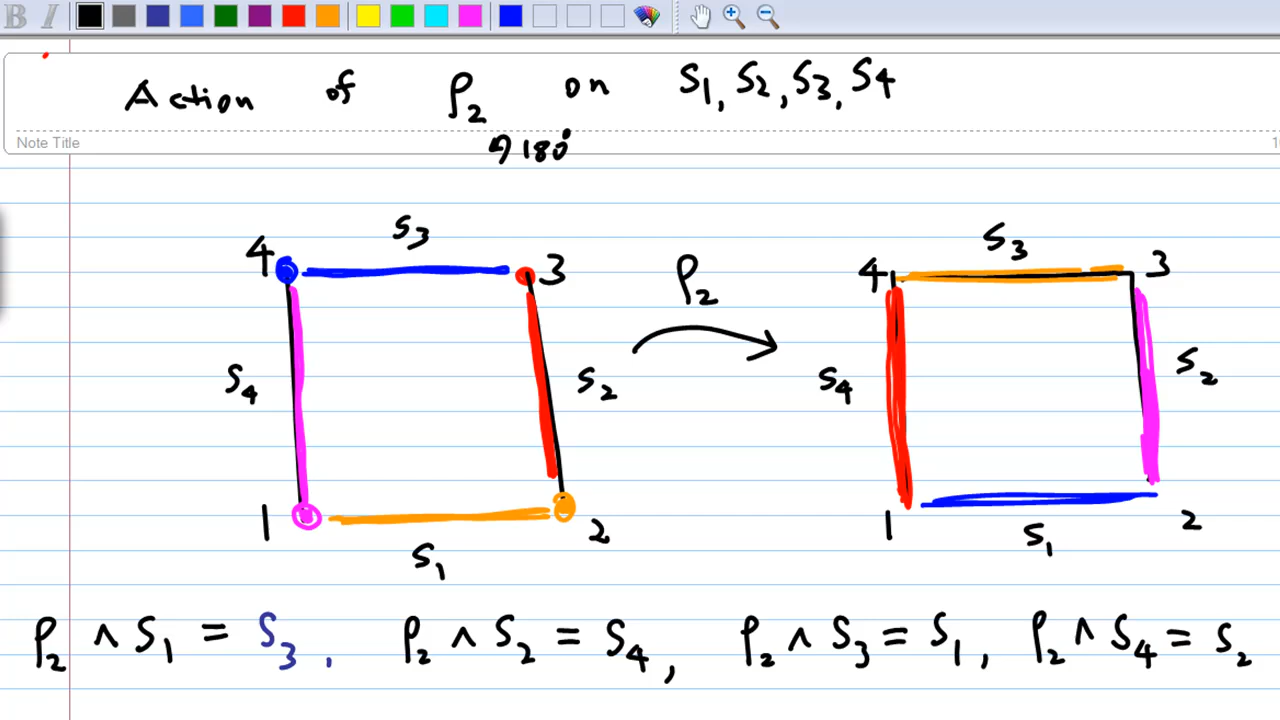 B I
Action of ρ₂ on S₁, S₂, S₃, S₄
Note Title
↺ 180°
S₃ S₃
4 3 ρ₂ 4 3
S₄ S₂ S₄ S₂
1 2 1 2
S₁ S₁
ρ₂ ∧ S₁ = S₃, ρ₂ ∧ S₂ = S₄, ρ₂ ∧ S₃ = S₁, ρ₂ ∧ S₄ = S₂